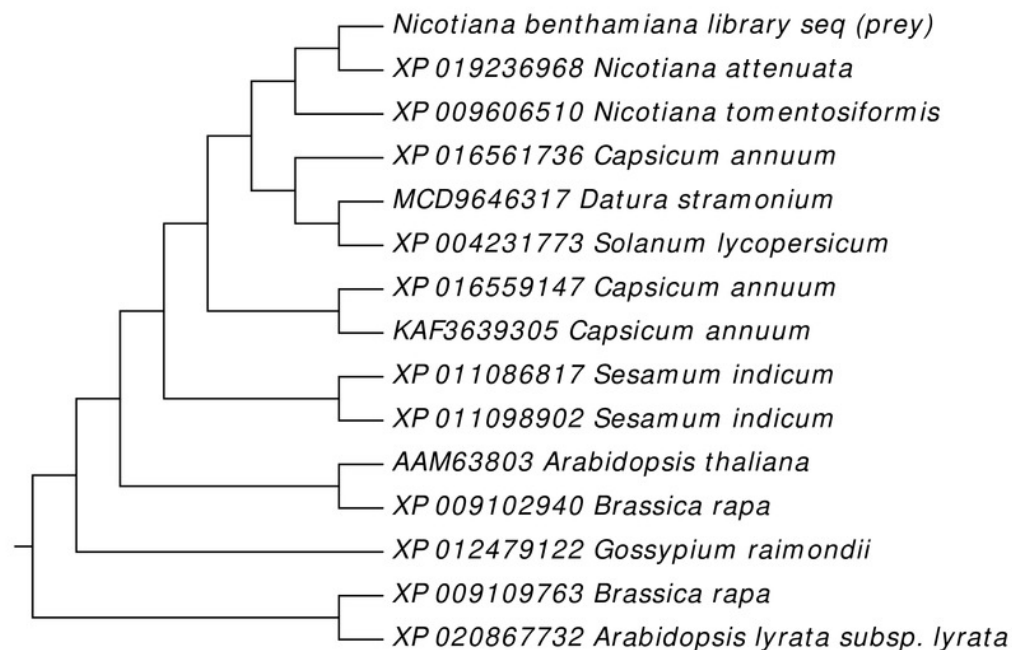 Nicotiana benthamiana library seq (prey)
XP 019236968 Nicotiana attenuata
XP 009606510 Nicotiana tomentosiformis
XP 016561736 Capsicum annuum
MCD9646317 Datura stramonium
XP 004231773 Solanum lycopersicum
XP 016559147 Capsicum annuum
KAF3639305 Capsicum annuum
XP 011086817 Sesamum indicum
XP 011098902 Sesamum indicum
AAM63803 Arabidopsis thaliana
XP 009102940 Brassica rapa
XP 012479122 Gossypium raimondii
XP 009109763 Brassica rapa
XP 020867732 Arabidopsis lyrata subsp. lyrata